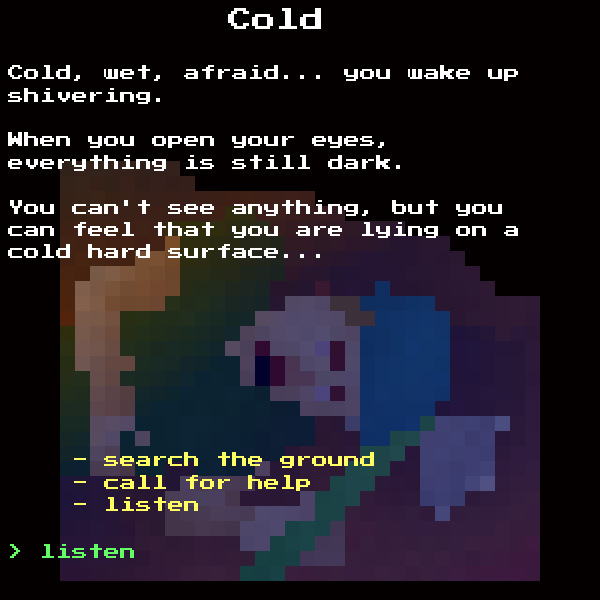 Cold
Cold, wet, afraid... you wake up
shivering.
When you open your eyes,
everything is still dark.
You can't see anything, but you
can feel that you are lying on a
cold hard surface...
- search the ground
- call for help
- listen
> listen